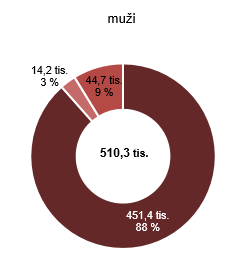 muži
14,2 tis.
3 %
44,7 tis.
9 %
510,3 tis.
451,4 tis.
88 %